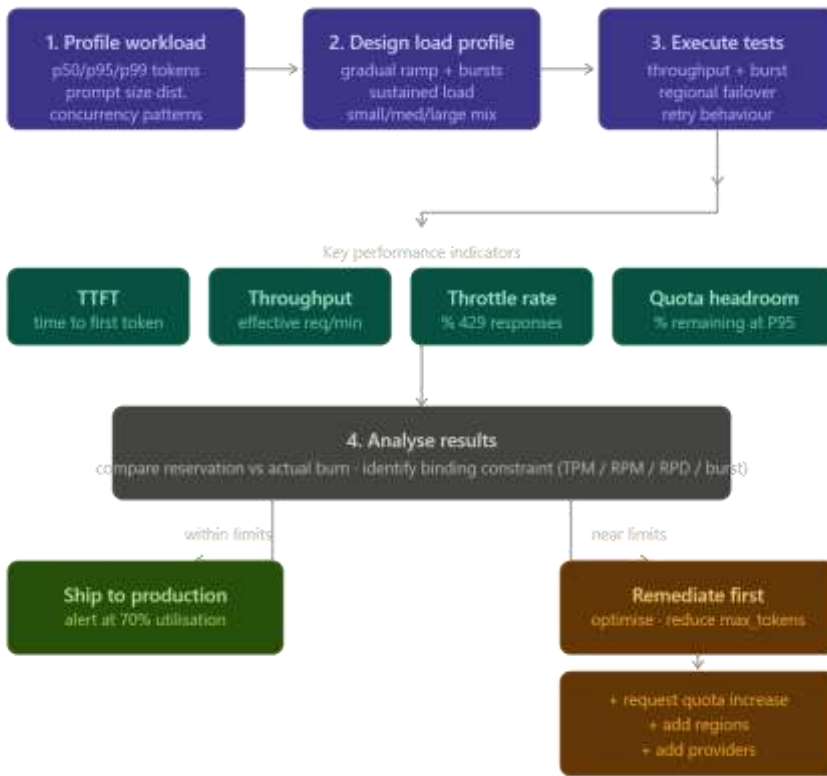 1. Profile workload
p50/p95/p99 tokens
prompt size dist.
concurrency patterns
2. Design load profile
gradual ramp + bursts
sustained load
small/med/large mix
3. Execute tests
throughput + burst
regional failover
retry behaviour
Key performance indicators
TTFT
time to first token
Throughput
effective req/min
Throttle rate
% 429 responses
Quota headroom
% remaining at P95
4. Analyse results
compare reservation vs actual burn · identify binding constraint (TPM / RPM / RPD / burst)
within limits
near limits
Ship to production
alert at 70% utilisation
Remediate first
optimise · reduce max_tokens
+ request quota increase
+ add regions
+ add providers